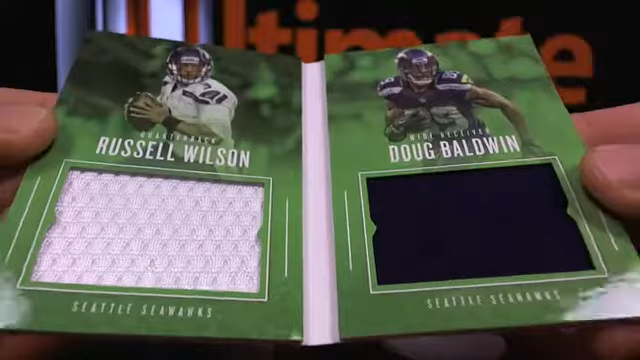 Ultimate
QUARTERBACK
RUSSELL WILSON
SEATTLE SEAHAWKS
WIDE RECEIVER
DOUG BALDWIN
SEATTLE SEAHAWKS